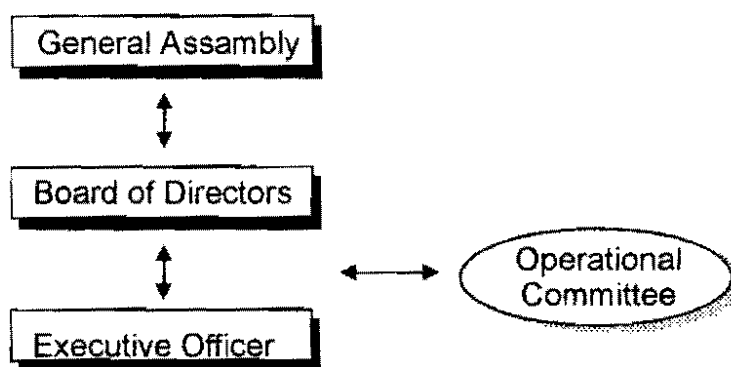 General Assambly
Board of Directors
Operational
Committee
Executive Officer